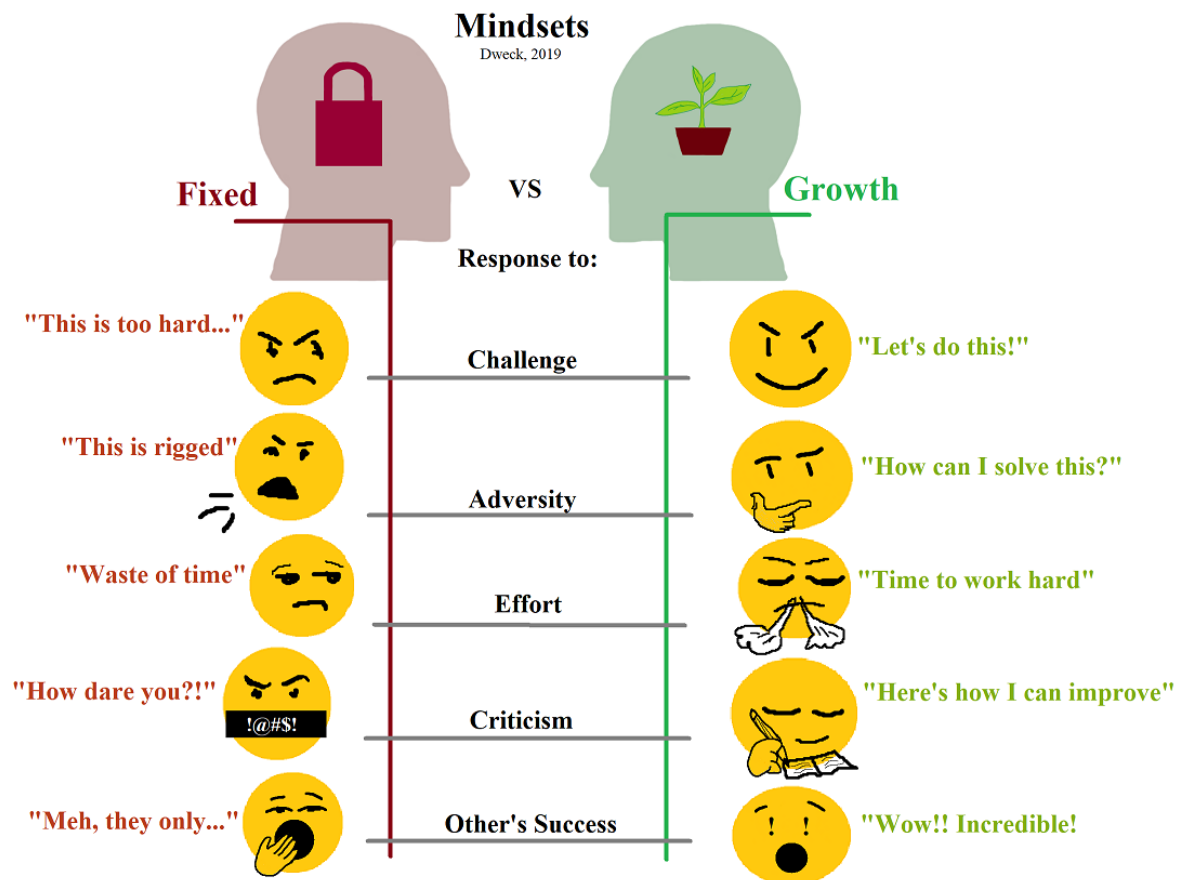 Mindsets
Dweck, 2019
Fixed
VS
Growth
Response to:
"This is too hard..."
Challenge
"Let's do this!"
"This is rigged"
Adversity
"How can I solve this?"
"Waste of time"
Effort
"Time to work hard"
"How dare you?!"
!@#$!
Criticism
"Here's how I can improve"
"Meh, they only..."
Other's Success
"Wow!! Incredible!